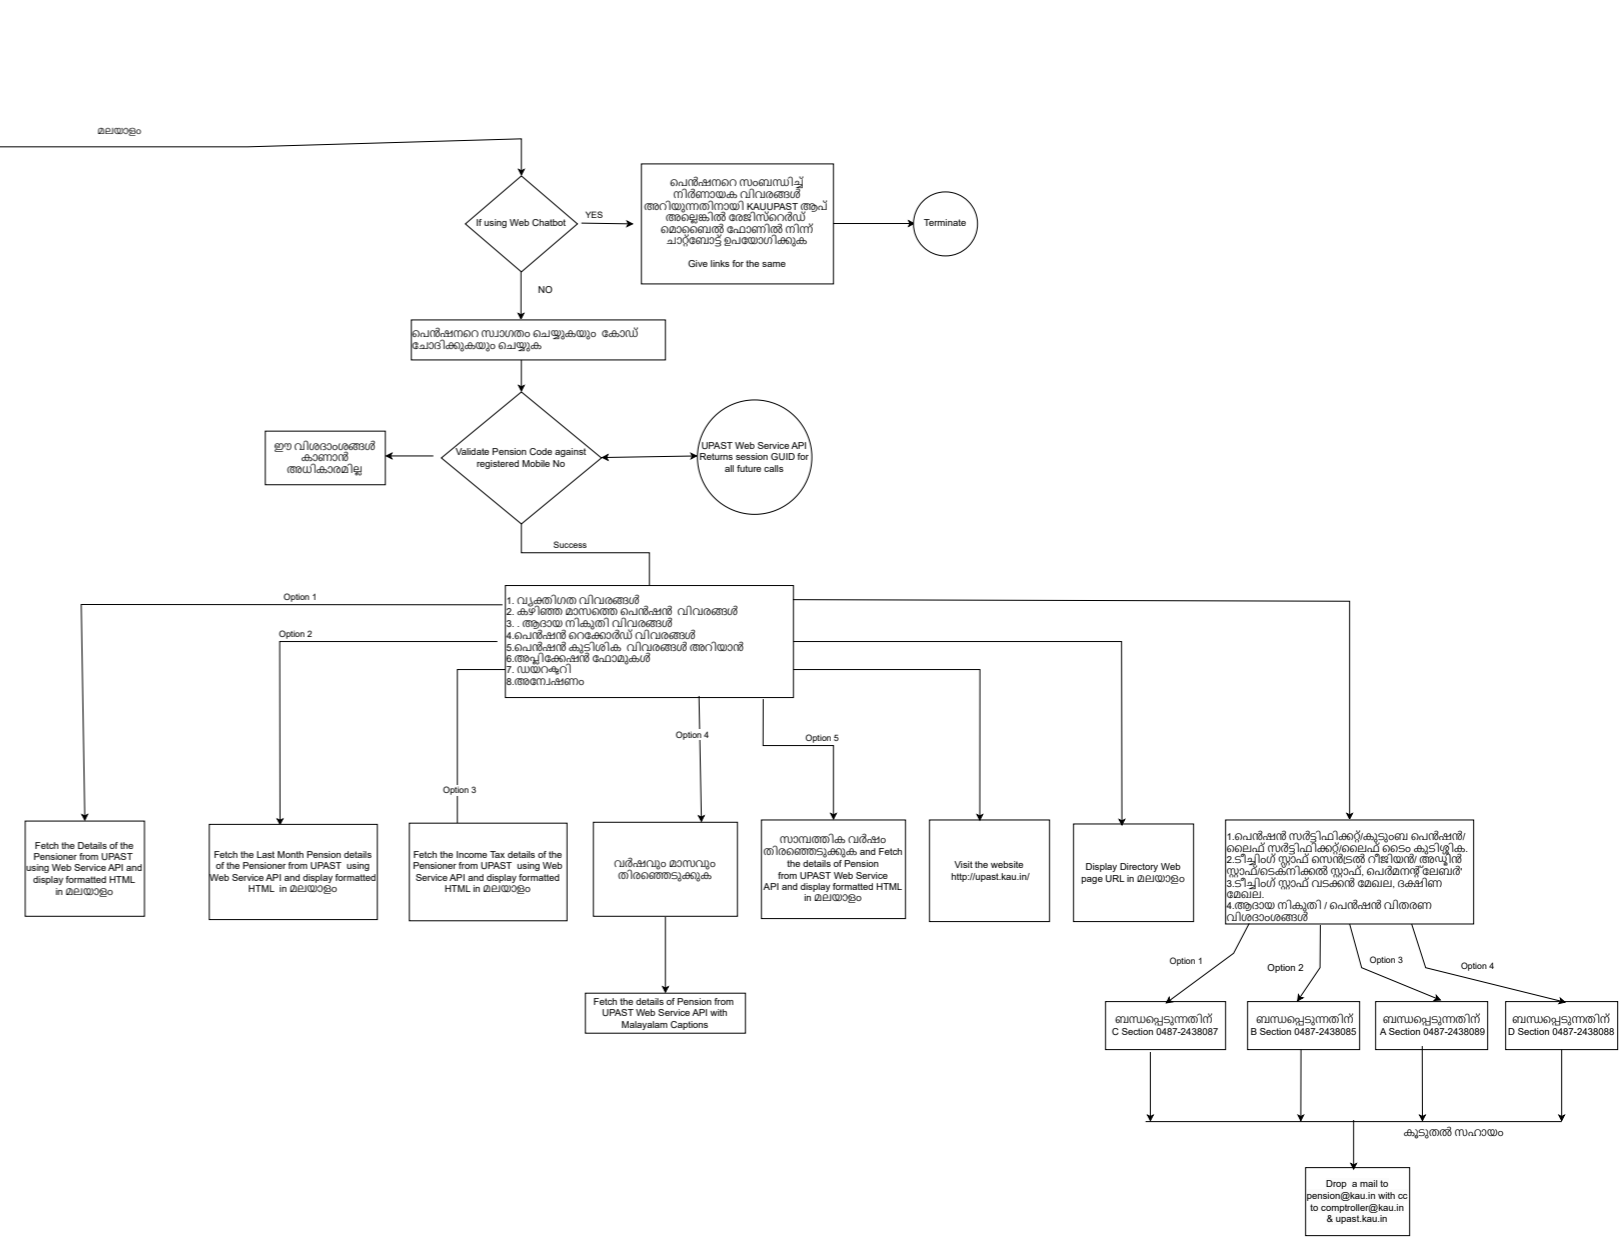 മലയാളം
If using Web Chatbot
YES
പെൻഷനറെ സംബന്ധിച്ച്
നിർണായക വിവരങ്ങൾ
അറിയുന്നതിനായി KAUUPAST ആപ്
അല്ലെങ്കിൽ രേജിസ്റെർഡ്
മൊബൈൽ ഫോണിൽ നിന്ന്
ചാറ്റ്ബോട്ട് ഉപയോഗിക്കുക
Give links for the same
Terminate
NO
പെൻഷനറെ സ്വാഗതം ചെയ്യുകയും കോഡ്
ചോദിക്കുകയും ചെയ്യുക
ഈ വിശദാംശങ്ങൾ
കാണാൻ
അധികാരമില്ല
Validate Pension Code against
registered Mobile No
UPAST Web Service API
Returns session GUID for
all future calls
Success
Option 1
Option 2
1. വ്യക്തിഗത വിവരങ്ങൾ
2. കഴിഞ്ഞ മാസത്തെ പെൻഷൻ വിവരങ്ങൾ
3. . ആദായ നികുതി വിവരങ്ങൾ
4.പെൻഷൻ റെക്കോർഡ് വിവരങ്ങൾ
5.പെൻഷൻ കുടിശിക വിവരങ്ങൾ അറിയാൻ
6.അപ്ലിക്കേഷൻ ഫോമുകൾ
7. ഡയറക്ടറി
8.അന്വേഷണം
Option 4
Option 5
Option 3
Fetch the Details of the
Pensioner from UPAST
using Web Service API and
display formatted HTML
in മലയാളം
Fetch the Last Month Pension details
of the Pensioner from UPAST using
Web Service API and display formatted
HTML in മലയാളം
Fetch the Income Tax details of the
Pensioner from UPAST using Web
Service API and display formatted
HTML in മലയാളം
വർഷവും മാസവും
തിരഞ്ഞെടുക്കുക
സാമ്പത്തിക വർഷം
തിരഞ്ഞെടുക്കുക and Fetch
the details of Pension
from UPAST Web Service
API and display formatted HTML
in മലയാളം
Visit the website
http://upast.kau.in/
Display Directory Web
page URL in മലയാളം
1.പെൻഷൻ സർട്ടിഫിക്കറ്റ്/കുടുംബ പെൻഷൻ/
ലൈഫ് സർട്ടിഫിക്കറ്റ്/ലൈഫ് ടൈം കുടിശ്ശിക.
2.ടീച്ചിംഗ് സ്റ്റാഫ് സെൻട്രൽ റീജിയൻ/ അഡ്മിൻ
സ്റ്റാഫ്/ടെക്നിക്കൽ സ്റ്റാഫ്, പെർമനന്റ് ലേബർ'
3.ടീച്ചിംഗ് സ്റ്റാഫ് വടക്കൻ മേഖല, ദക്ഷിണ
മേഖല.
4.ആദായ നികുതി / പെൻഷൻ വിതരണ
വിശദാംശങ്ങൾ
Fetch the details of Pension from
UPAST Web Service API with
Malayalam Captions
Option 1
Option 2
Option 3
Option 4
ബന്ധപ്പെടുന്നതിന്
C Section 0487-2438087
ബന്ധപ്പെടുന്നതിന്
B Section 0487-2438085
ബന്ധപ്പെടുന്നതിന്
A Section 0487-2438089
ബന്ധപ്പെടുന്നതിന്
D Section 0487-2438088
കൂടുതൽ സഹായം
Drop a mail to
pension@kau.in with cc
to comptroller@kau.in
& upast.kau.in